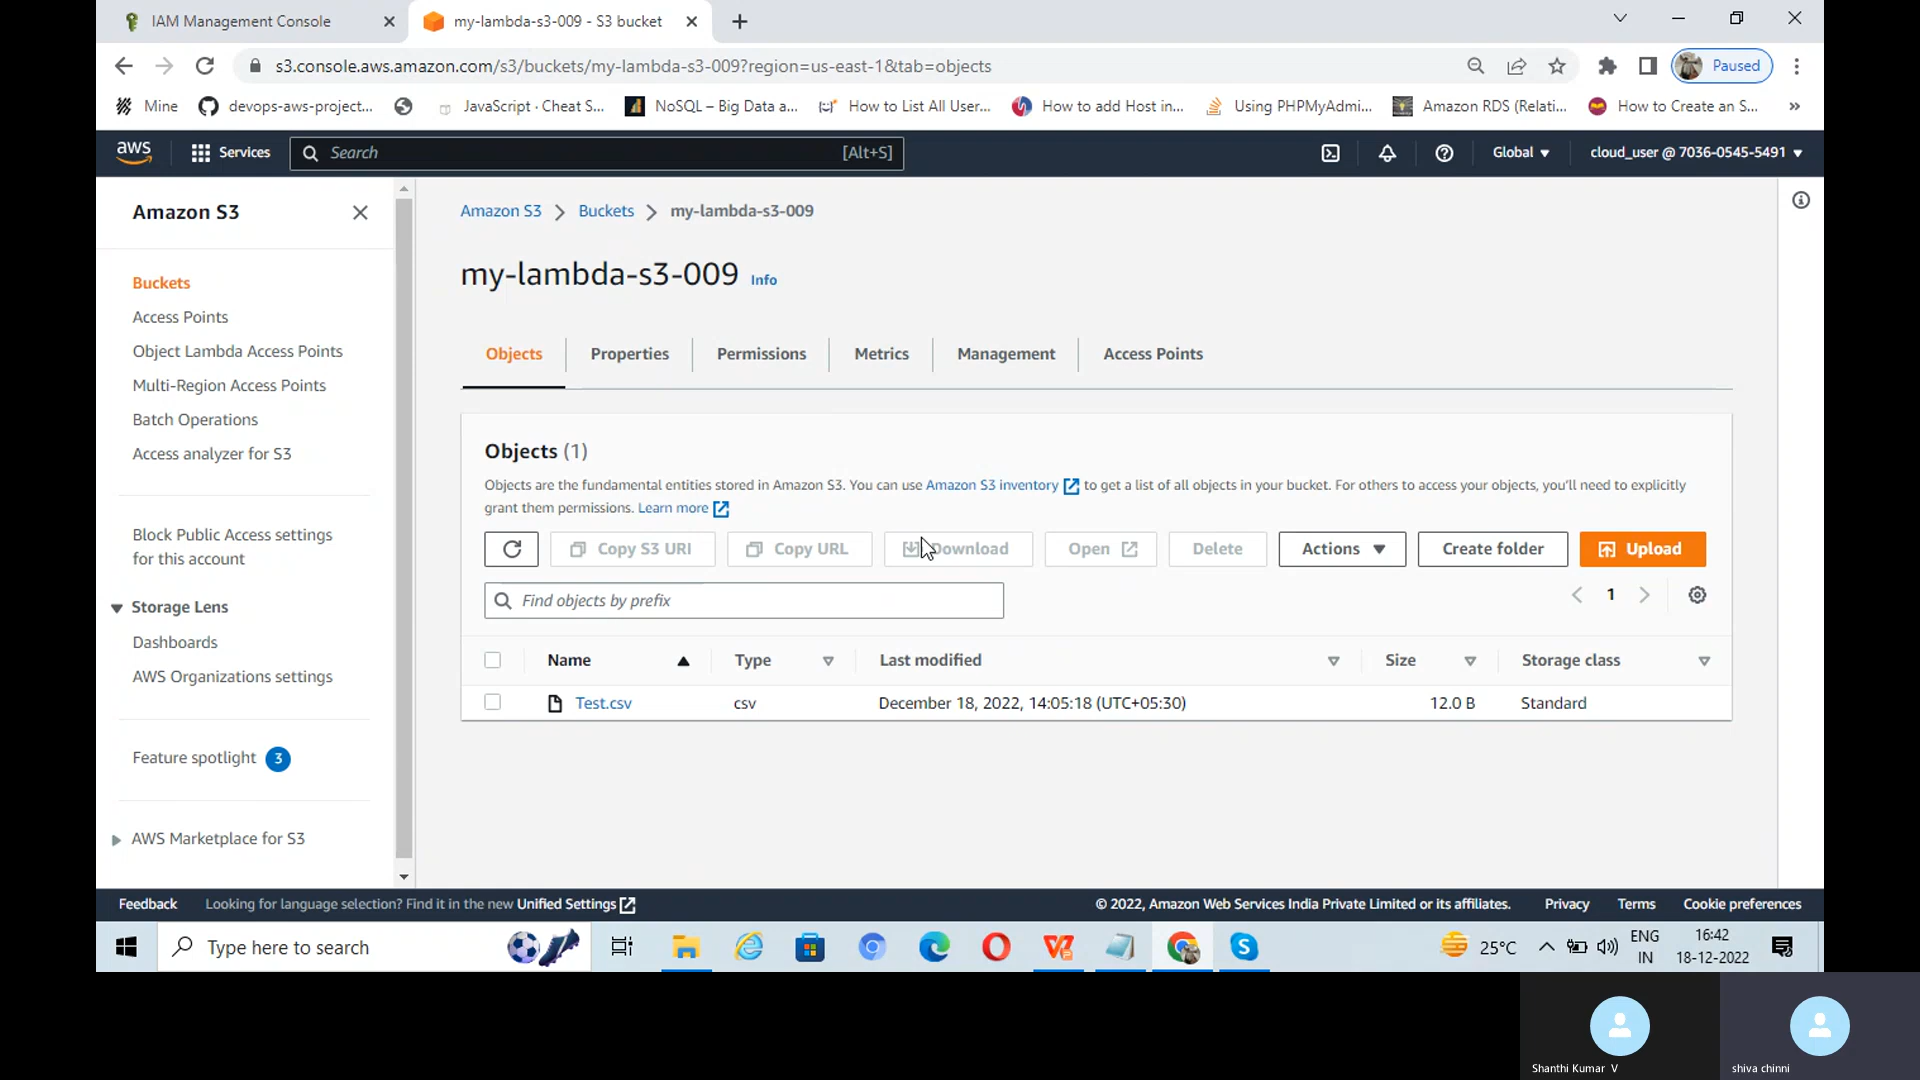 IAM Management Console
my-lambda-s3-009 - S3 bucket
s3.console.aws.amazon.com/s3/buckets/my-lambda-s3-009?region=us-east-1&tab=objects
Paused
Mine
devops-aws-project...
JavaScript · Cheat S...
NoSQL – Big Data a...
How to List All User...
How to add Host in...
Using PHPMyAdmi...
Amazon RDS (Relati...
How to Create an S...
»
aws
Services
Search
[Alt+S]
Global
cloud_user @ 7036-0545-5491
Amazon S3
Buckets
Access Points
Object Lambda Access Points
Multi-Region Access Points
Batch Operations
Access analyzer for S3
Block Public Access settings
for this account
Storage Lens
Dashboards
AWS Organizations settings
Feature spotlight 3
AWS Marketplace for S3
Amazon S3 > Buckets > my-lambda-s3-009
my-lambda-s3-009 Info
Objects
Properties
Permissions
Metrics
Management
Access Points
Objects (1)
Objects are the fundamental entities stored in Amazon S3. You can use Amazon S3 inventory to get a list of all objects in your bucket. For others to access your objects, you'll need to explicitly
grant them permissions. Learn more
Copy S3 URI
Copy URL
Download
Open
Delete
Actions
Create folder
Upload
Find objects by prefix
< 1 >
Name Type Last modified Size Storage class
Test.csv csv December 18, 2022, 14:05:18 (UTC+05:30) 12.0 B Standard
Feedback
Looking for language selection? Find it in the new Unified Settings
© 2022, Amazon Web Services India Private Limited or its affiliates.
Privacy
Terms
Cookie preferences
Type here to search
25°C
ENG
IN
16:42
18-12-2022
Shanthi Kumar V
shiva chinni